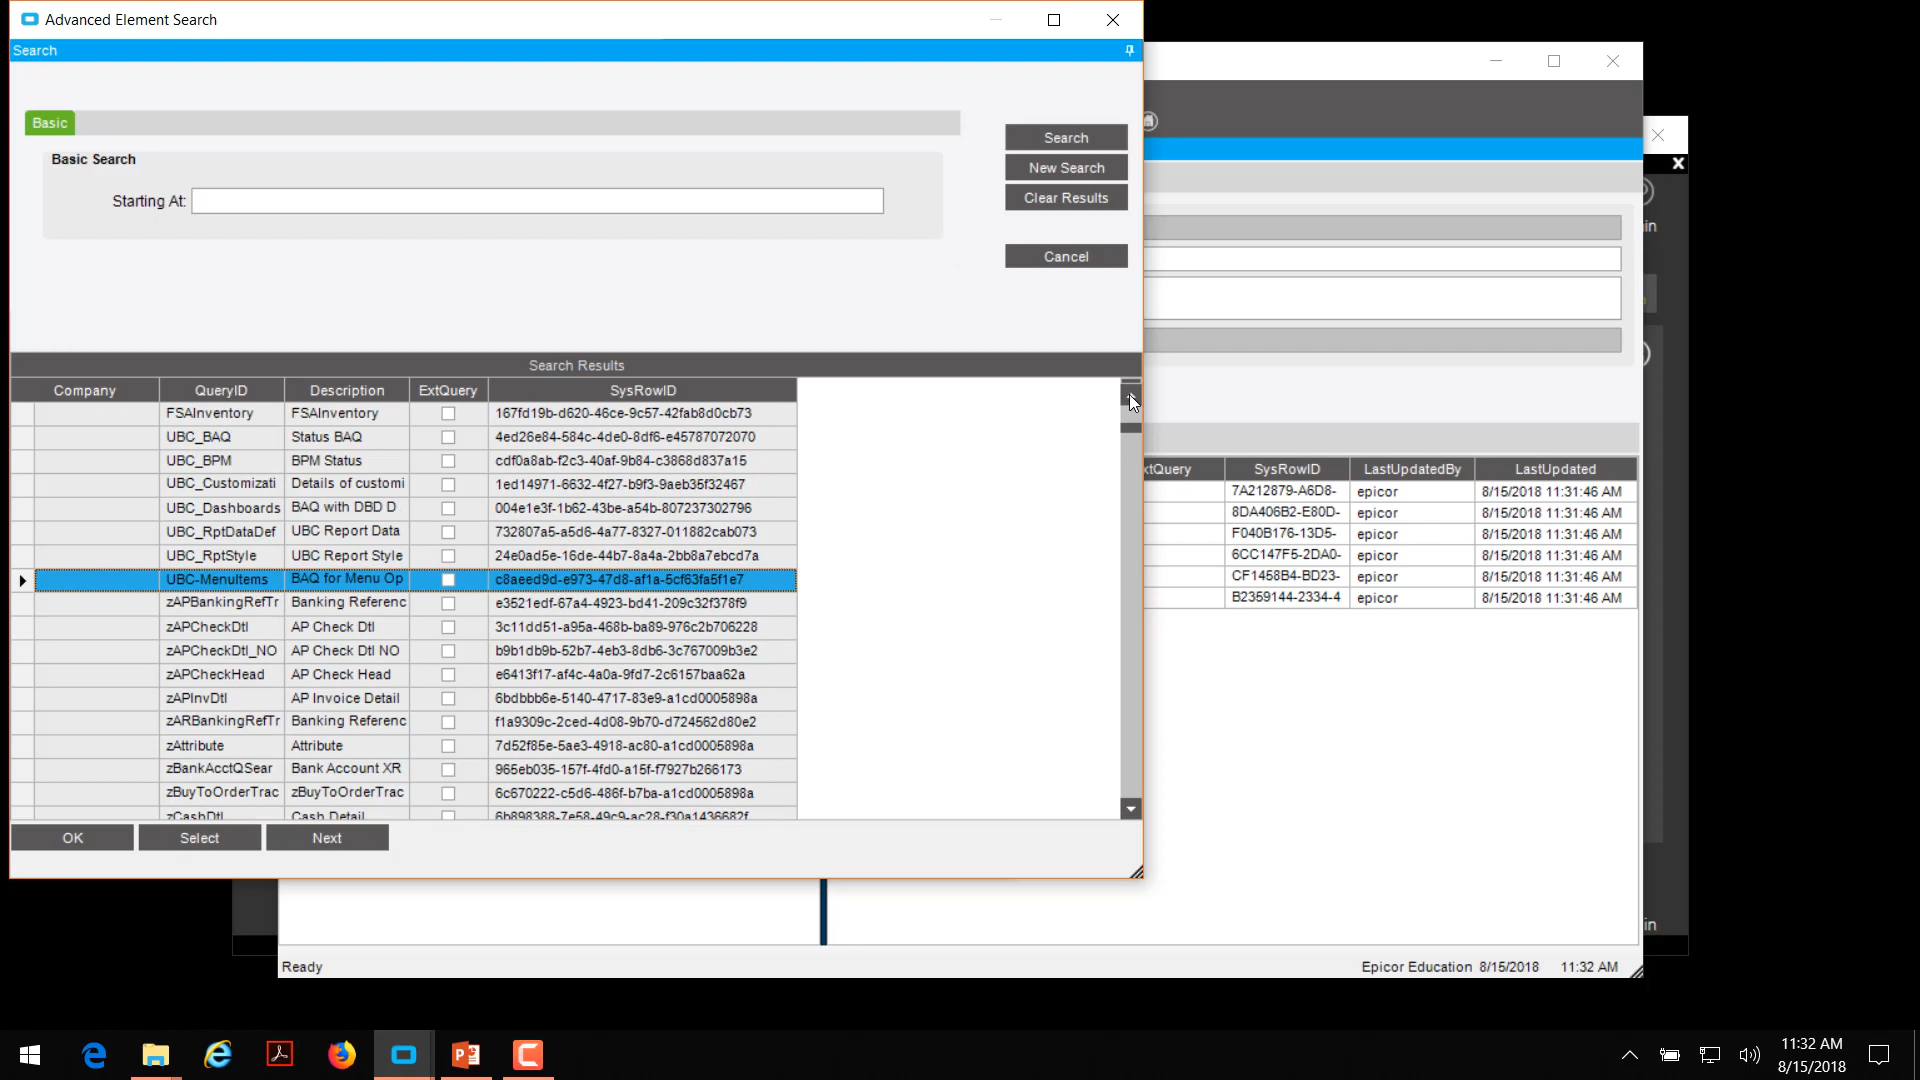 Advanced Element Search
Search
Basic
Basic Search
Starting At:
Search
New Search
Clear Results
Cancel
Search Results
Company QueryID Description ExtQuery SysRowID
FSAInventory FSAInventory 167fd19b-d620-46ce-9c57-42fab8d0cb73
UBC_BAQ Status BAQ 4ed26e84-584c-4de0-8df6-e45787072070
UBC_BPM BPM Status cdf0a8ab-f2c3-40af-9b84-c3868d837a15
UBC_Customizati Details of customi 1ed14971-6632-4f27-b9f3-9aeb35f32467
UBC_Dashboards BAQ with DBD D 004e1e3f-1b62-43be-a54b-807237302796
UBC_RptDataDef UBC Report Data 732807a5-a5d6-4a77-8327-011882cab073
UBC_RptStyle UBC Report Style 24e0ad5e-16de-44b7-8a4a-2bb8a7ebcd7a
UBC-MenuItems BAQ for Menu Op c8aeed9d-e973-47d8-af1a-5cf63fa5f1e7
zAPBankingRefTr Banking Referenc e3521edf-67a4-4923-bd41-209c32f378f9
zAPCheckDtl AP Check Dtl 3c11dd51-a95a-468b-ba89-976c2b706228
zAPCheckDtl_NO AP Check Dtl NO b9b1db9b-52b7-4eb3-8db6-3c767009b3e2
zAPCheckHead AP Check Head e6413f17-af4c-4a0a-9fd7-2c6157baa62a
zAPInvDtl AP Invoice Detail 6bdbbb6e-5140-4717-83e9-a1cd0005898a
zARBankingRefTr Banking Referenc f1a9309c-2ced-4d08-9b70-d724562d80e2
zAttribute Attribute 7d52f85e-5ae3-4918-ac80-a1cd0005898a
zBankAcctQSear Bank Account XR 965eb035-157f-4fd0-a15f-f7927b266173
zBuyToOrderTrac zBuyToOrderTrac 6c670222-c5d6-486f-b7ba-a1cd0005898a
zCashDtl Cash Detail 6b898388-7e58-49c9-ac28-f30a1436682f
OK Select Next
xtQuery SysRowID LastUpdatedBy LastUpdated
7A212879-A6D8- epicor 8/15/2018 11:31:46 AM
8DA406B2-E80D- epicor 8/15/2018 11:31:46 AM
F040B176-13D5- epicor 8/15/2018 11:31:46 AM
6CC147F5-2DA0- epicor 8/15/2018 11:31:46 AM
CF1458B4-BD23- epicor 8/15/2018 11:31:46 AM
B2359144-2334-4 epicor 8/15/2018 11:31:46 AM
in
in
Ready Epicor Education 8/15/2018 11:32 AM
11:32 AM
8/15/2018